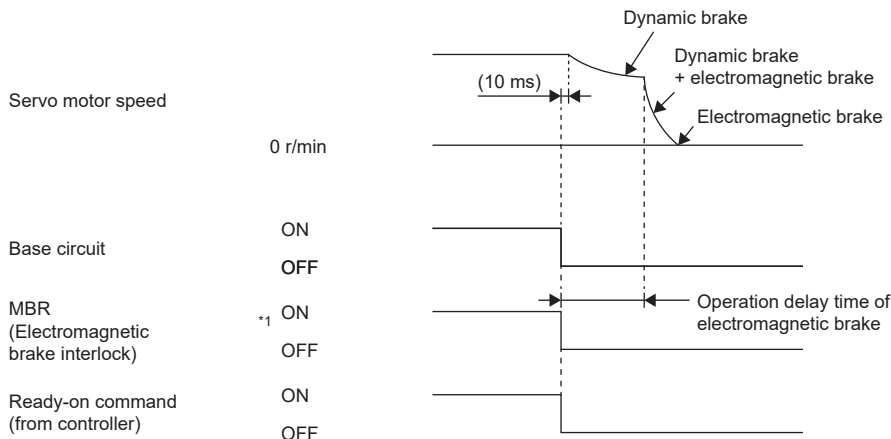 Dynamic brake
Dynamic brake
+ electromagnetic brake
(10 ms)
Servo motor speed
Electromagnetic brake
0 r/min
ON
Base circuit
OFF
MBR
(Electromagnetic
brake interlock)
*1 ON
OFF
Operation delay time of
electromagnetic brake
Ready-on command
(from controller)
ON
OFF